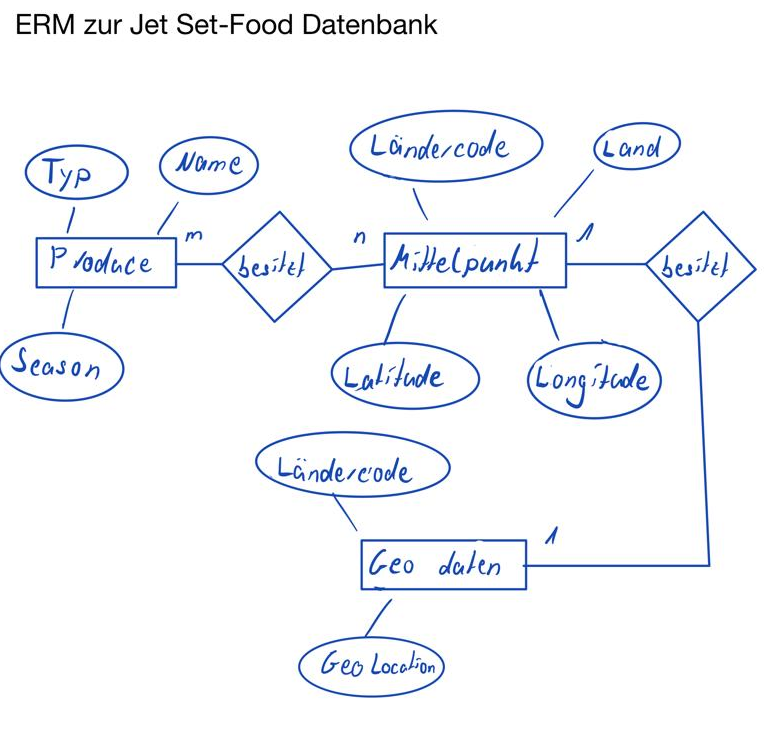 ERM zur Jet Set-Food Datenbank
Ländercode
Land
Typ
Name
m
n
1
Produce
besitzt
Mittelpunkt
besitzt
Season
Latitude
Longitude
Ländercode
1
Geo daten
Geo Location